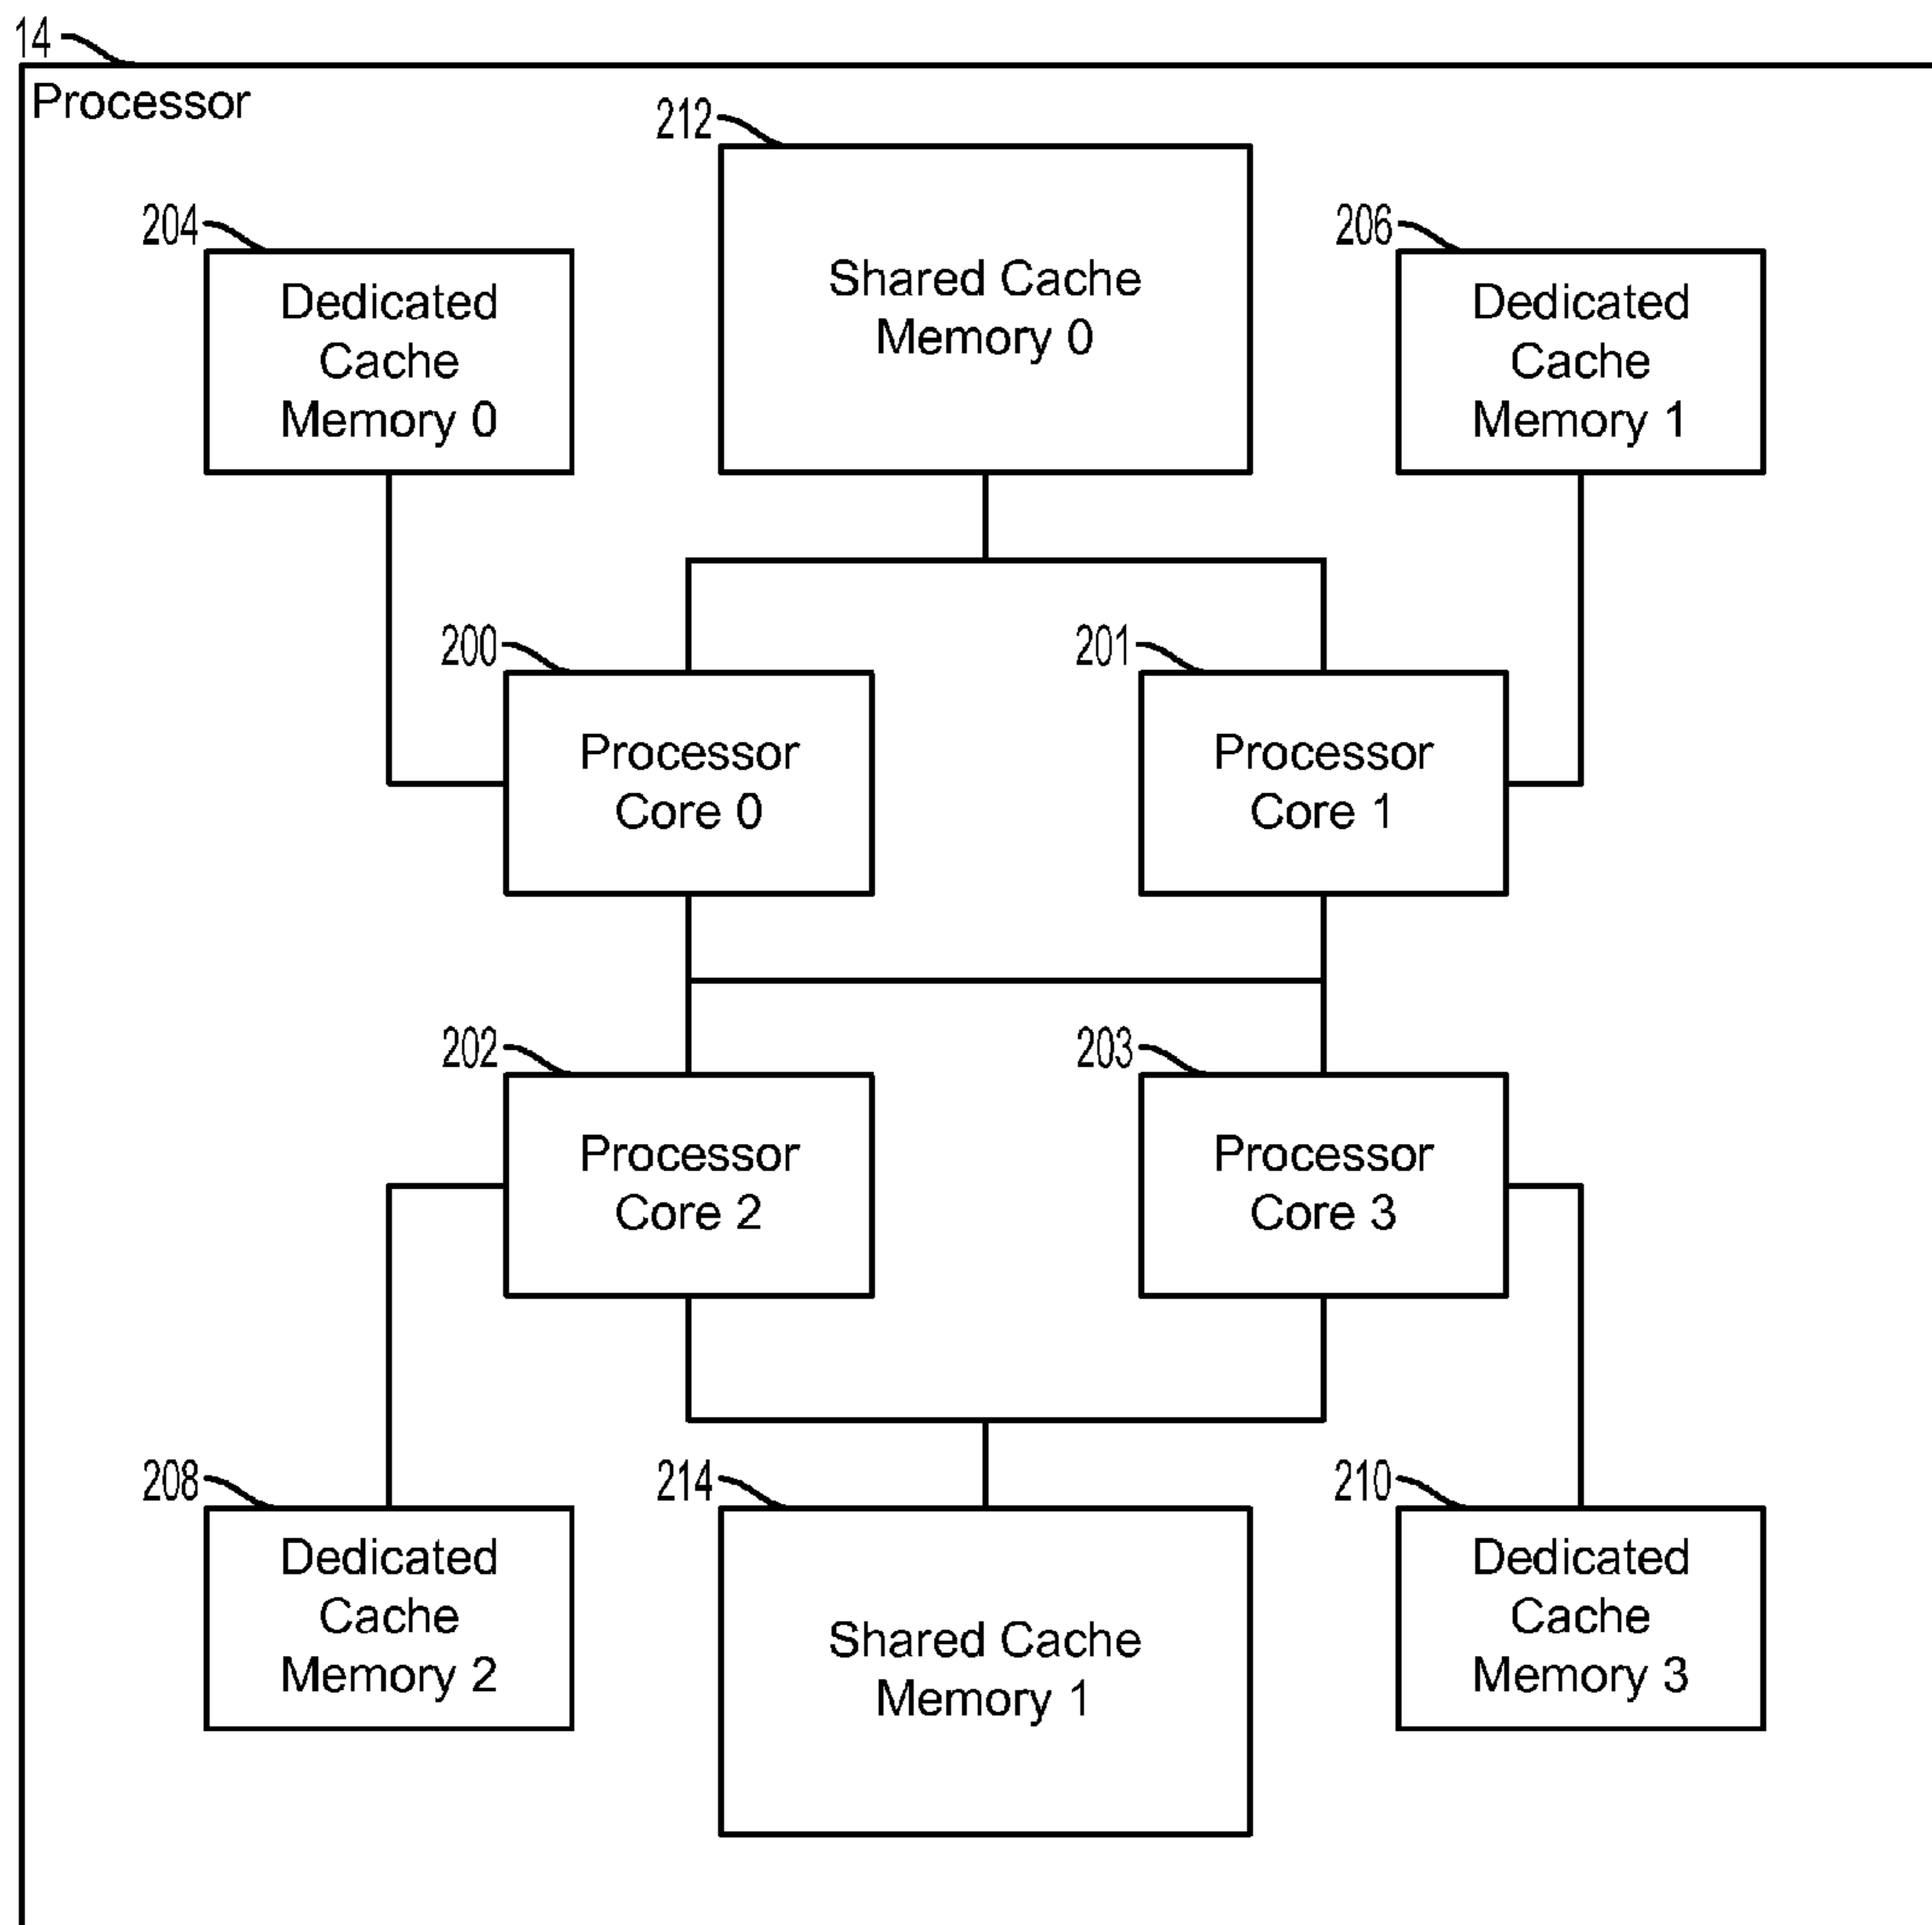 14
Processor
212
204
206
Shared Cache
Memory 0
Dedicated
Cache
Memory 0
Dedicated
Cache
Memory 1
200
201
Processor
Core 0
Processor
Core 1
202
203
Processor
Core 2
Processor
Core 3
208
214
210
Dedicated
Cache
Memory 2
Shared Cache
Memory 1
Dedicated
Cache
Memory 3